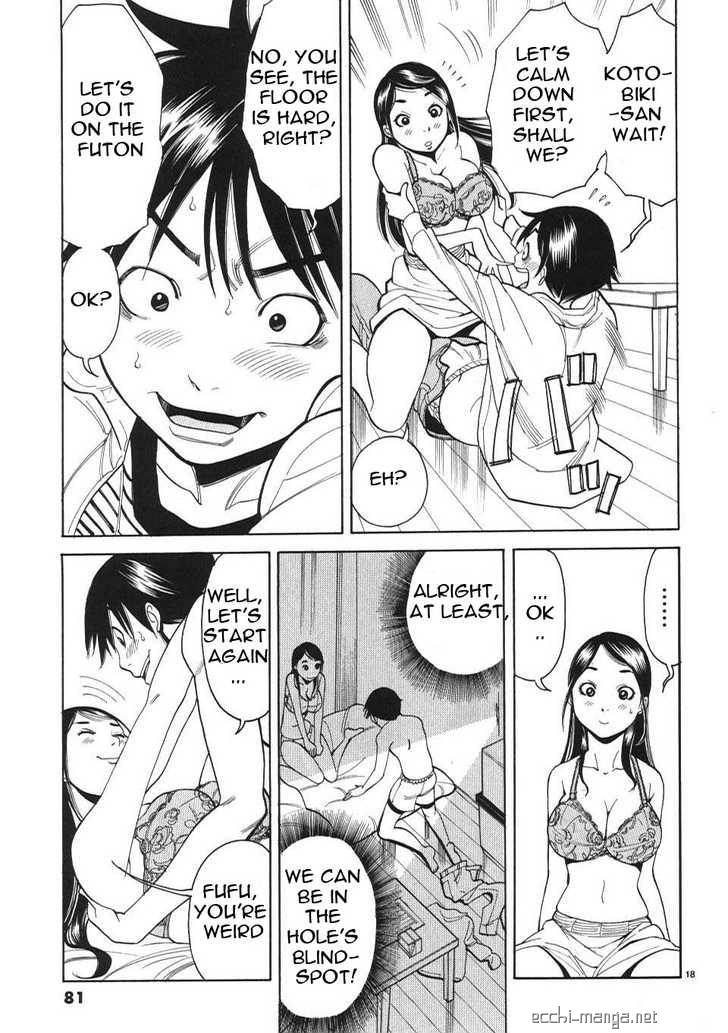 KOTO-
BIKI
-SAN
WAIT!
LET'S
CALM
DOWN
FIRST,
SHALL
WE?
EH?
NO, YOU
SEE, THE
FLOOR
IS HARD,
RIGHT?
LET'S
DO IT
ON THE
FUTON
OK?
.......
...
OK
..
ALRIGHT,
AT LEAST,
WE CAN
BE IN
THE
HOLE'S
BLIND-
SPOT!
WELL,
LET'S
START
AGAIN
...
FUFU,
YOU'RE
WEIRD
18
81
ecchi-manga.net